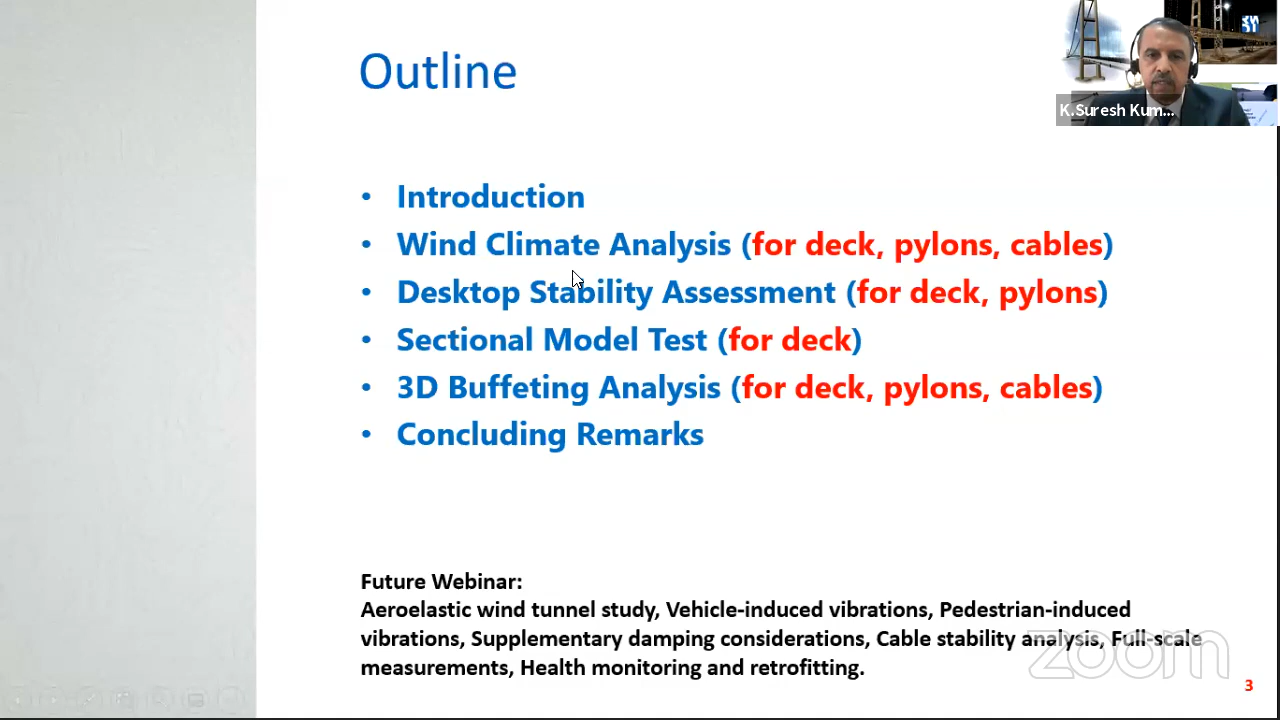 Outline
K.Suresh Kum...
• Introduction
• Wind Climate Analysis (for deck, pylons, cables)
• Desktop Stability Assessment (for deck, pylons)
• Sectional Model Test (for deck)
• 3D Buffeting Analysis (for deck, pylons, cables)
• Concluding Remarks
Future Webinar:
Aeroelastic wind tunnel study, Vehicle-induced vibrations, Pedestrian-induced
vibrations, Supplementary damping considerations, Cable stability analysis, Full-scale
measurements, Health monitoring and retrofitting.
zoom
3